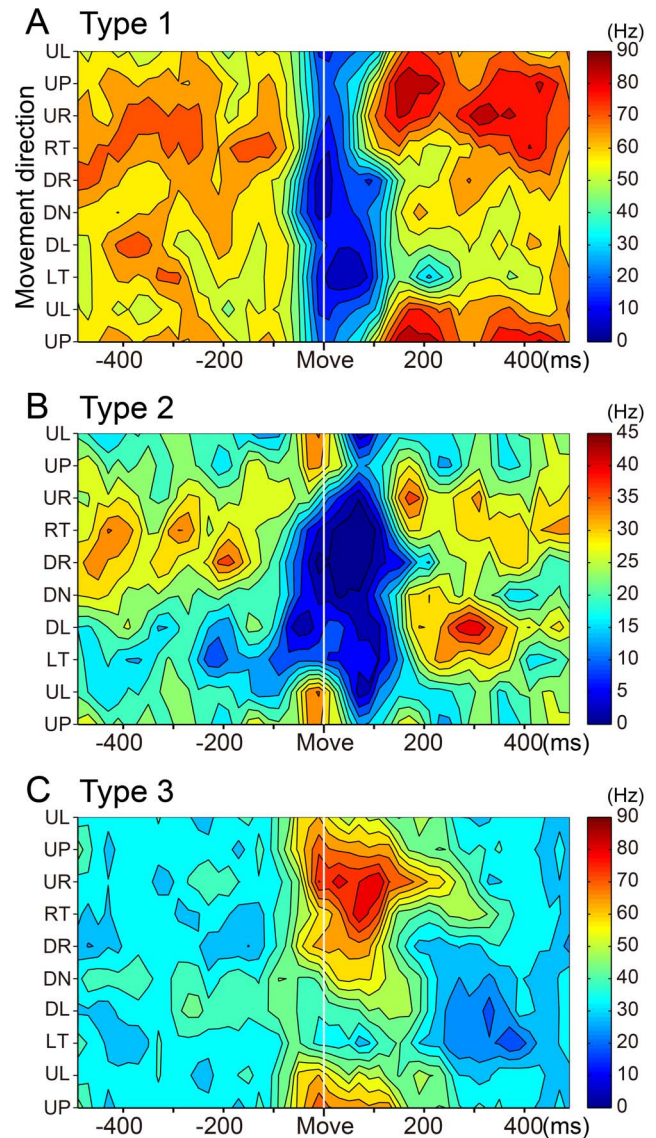 A Type 1
(Hz)
Movement direction
UL
UP
UR
RT
DR
DN
DL
LT
UL
UP
-400 -200 Move 200 400 (ms)
90
80
70
60
50
40
30
20
10
0
B Type 2
(Hz)
UL
UP
UR
RT
DR
DN
DL
LT
UL
UP
-400 -200 Move 200 400 (ms)
45
40
35
30
25
20
15
10
5
0
C Type 3
(Hz)
UL
UP
UR
RT
DR
DN
DL
LT
UL
UP
-400 -200 Move 200 400 (ms)
90
80
70
60
50
40
30
20
10
0